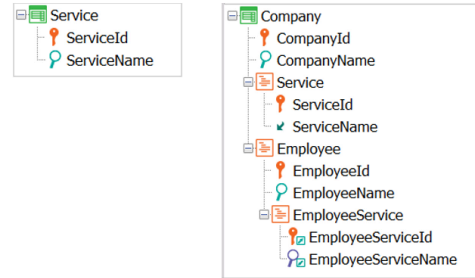 Service
ServiceId
ServiceName
Company
CompanyId
CompanyName
Service
ServiceId
ServiceName
Employee
EmployeeId
EmployeeName
EmployeeService
EmployeeServiceId
EmployeeServiceName